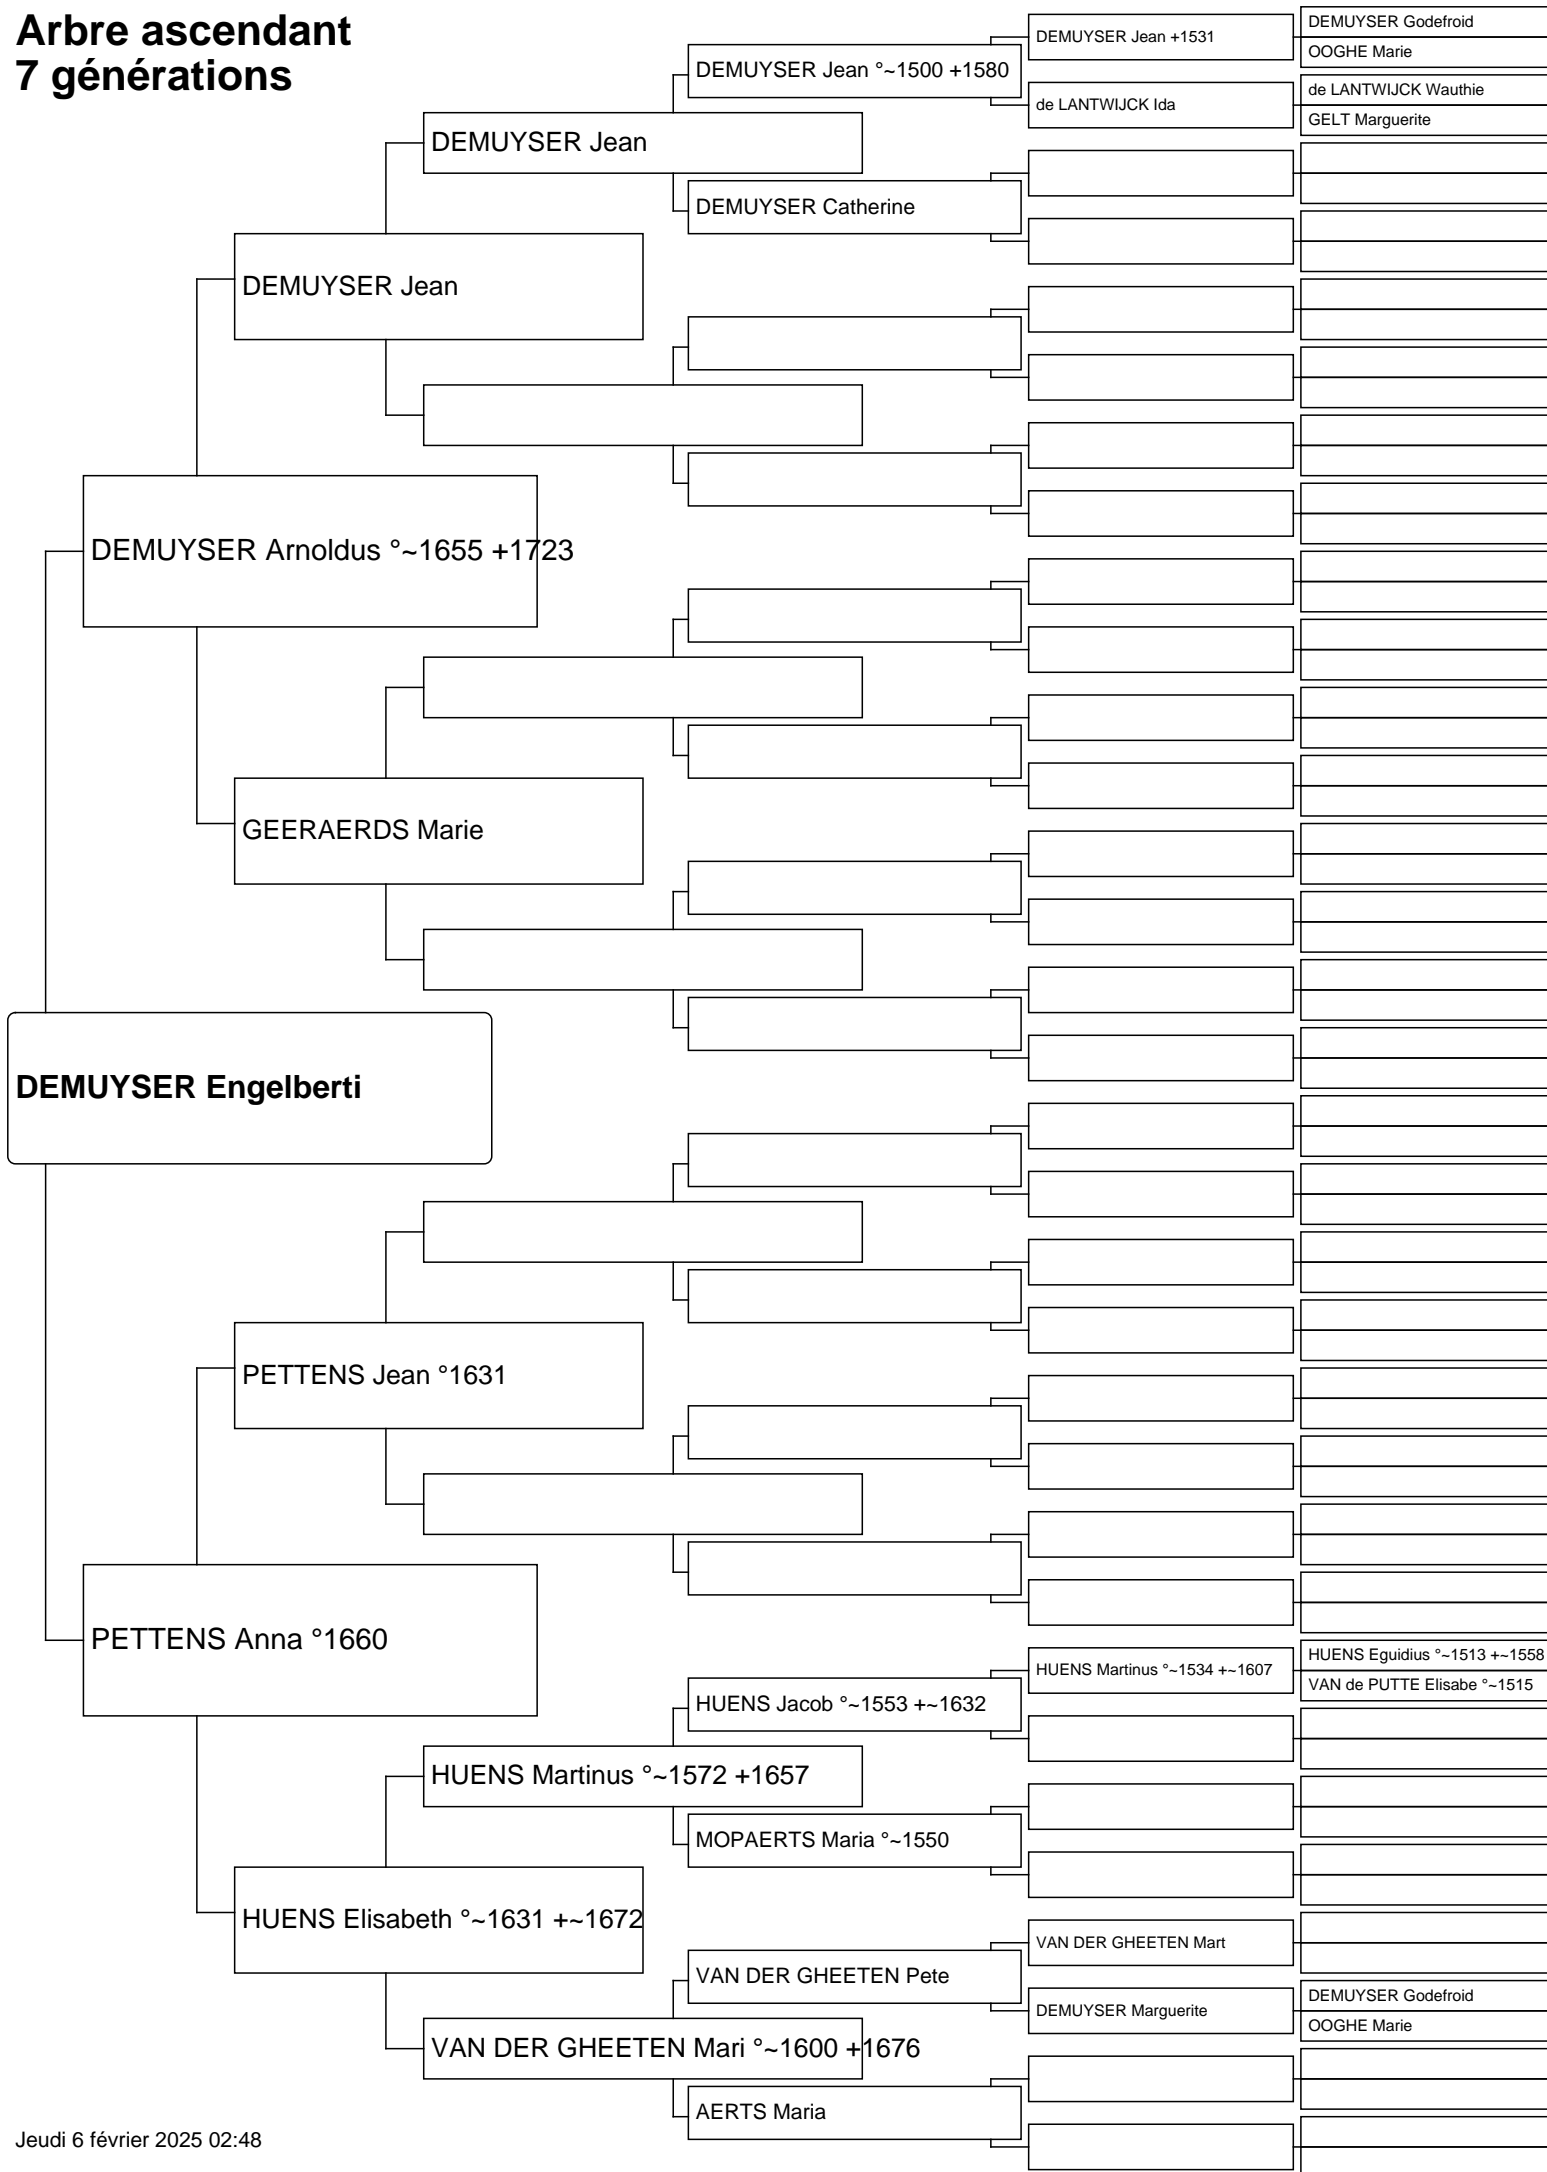 Arbre ascendant
7 générations
DEMUYSER Godefroid
DEMUYSER Jean +1531
OOGHE Marie
DEMUYSER Jean °~1500 +1580
de LANTWIJCK Wauthie
de LANTWIJCK Ida
GELT Marguerite
DEMUYSER Jean
DEMUYSER Catherine
DEMUYSER Jean
DEMUYSER Arnoldus °~1655 +1723
GEERAERDS Marie
DEMUYSER Engelberti
PETTENS Jean °1631
PETTENS Anna °1660
HUENS Eguidius °~1513 +~1558
HUENS Martinus °~1534 +~1607
VAN de PUTTE Elisabe °~1515
HUENS Jacob °~1553 +~1632
HUENS Martinus °~1572 +1657
MOPAERTS Maria °~1550
HUENS Elisabeth °~1631 +~1672
VAN DER GHEETEN Mart
VAN DER GHEETEN Pete
DEMUYSER Godefroid
DEMUYSER Marguerite
OOGHE Marie
VAN DER GHEETEN Mari °~1600 +1676
AERTS Maria
Jeudi 6 février 2025 02:48